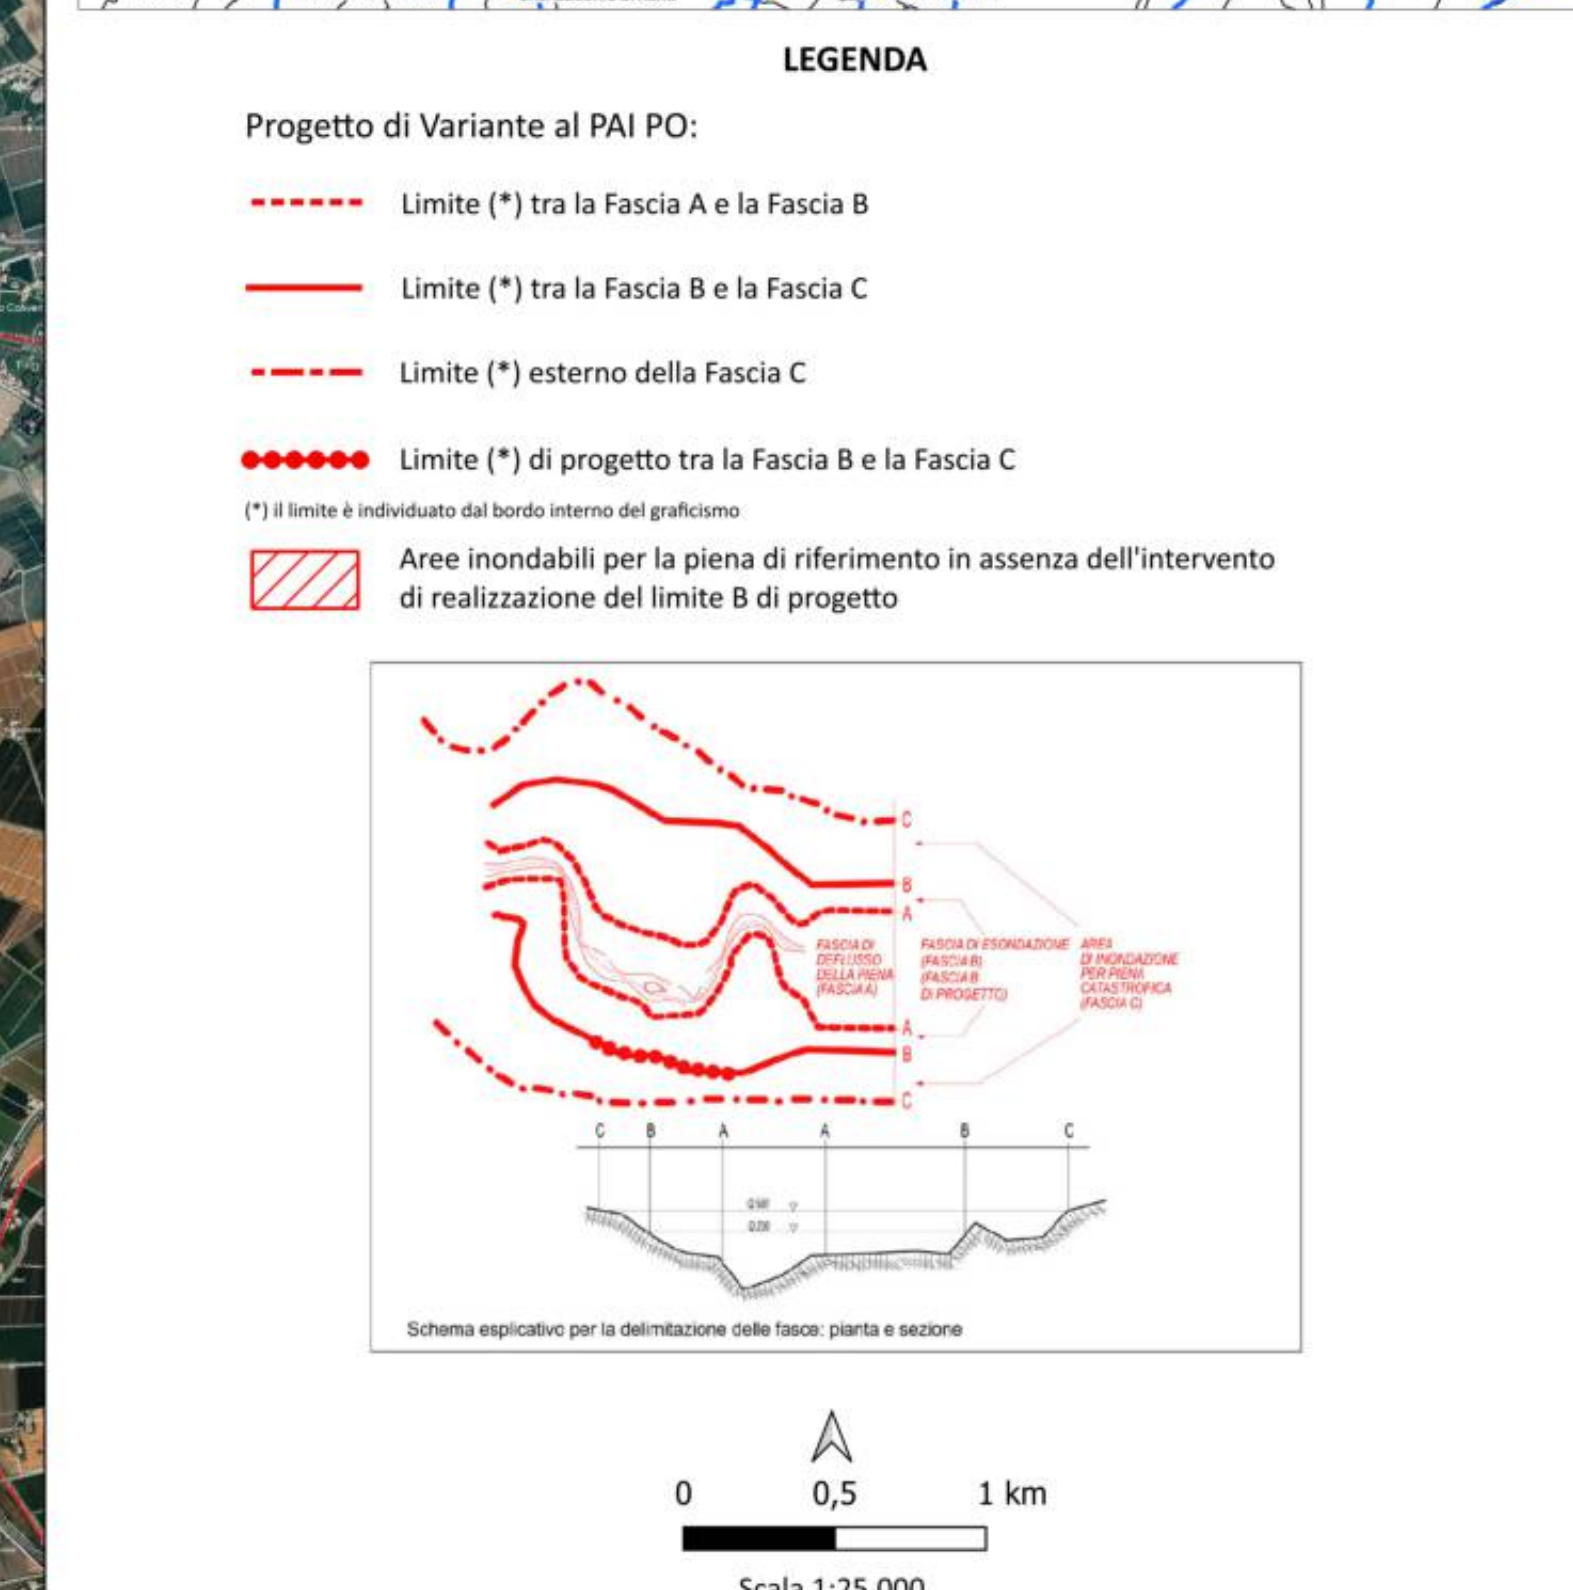 LEGENDA
Progetto di Variante al PAI PO:
Limite (*) tra la Fascia A e la Fascia B
Limite (*) tra la Fascia B e la Fascia C
Limite (*) esterno della Fascia C
Limite (*) di progetto tra la Fascia B e la Fascia C
(*) il limite è individuato dal bordo interno del graficismo
Aree inondabili per la piena di riferimento in assenza dell'intervento
di realizzazione del limite B di progetto
C
B
A
FASCIA DI
DEFLUSSO
DELLA PIENA
(FASCIA A)
FASCIA DI ESONDAZIONE
(FASCIA B)
(FASCIA B
DI PROGETTO)
AREA
DI INONDAZIONE
PER PIENA
CATASTROFICA
(FASCIA C)
A
B
C
C B A A B C
Schema esplicativo per la delimitazione delle fasce: pianta e sezione
0 0,5 1 km
Scala 1:25.000